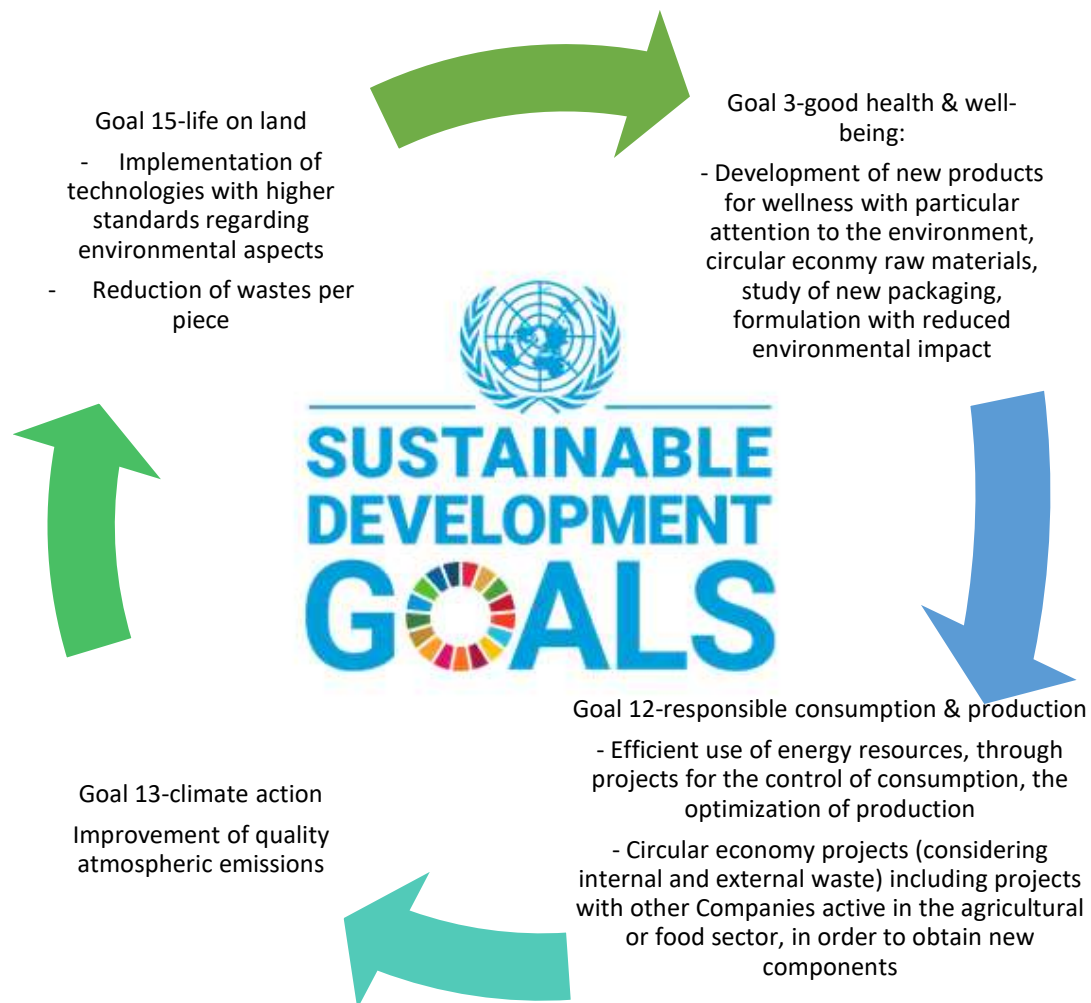 Goal 15-life on land
- Implementation of
technologies with higher
standards regarding
environmental aspects
- Reduction of wastes per
piece
Goal 3-good health & well-
being:
- Development of new products
for wellness with particular
attention to the environment,
circular econmy raw materials,
study of new packaging,
formulation with reduced
environmental impact
SUSTAINABLE
DEVELOPMENT
GOALS
Goal 12-responsible consumption & production
- Efficient use of energy resources, through
projects for the control of consumption, the
optimization of production
- Circular economy projects (considering
internal and external waste) including projects
with other Companies active in the agricultural
or food sector, in order to obtain new
components
Goal 13-climate action
Improvement of quality
atmospheric emissions